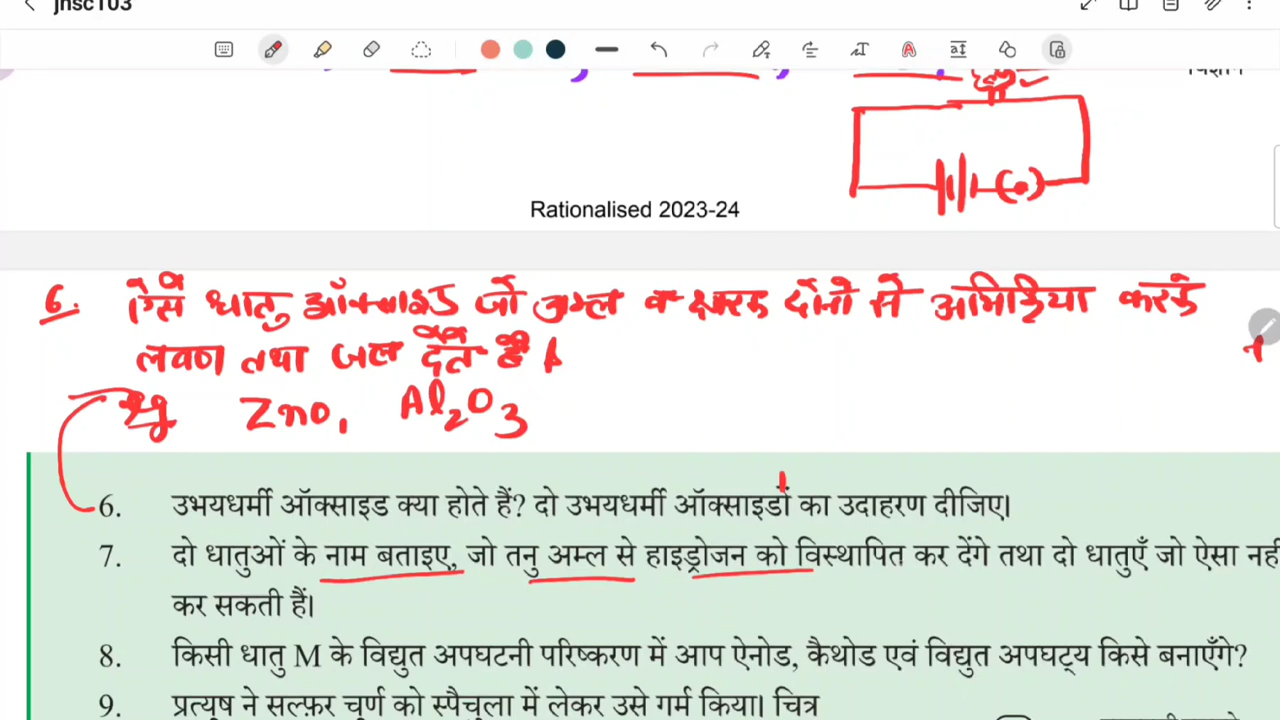 jhsc103
विज्ञान
Rationalised 2023-24
6. ऐसे धातु ऑक्साइड जो अम्ल व क्षारक दोनों से अभिक्रिया करके
लवण तथा जल देते हैं।
eg ZnO, Al2O3
6. उभयधर्मी ऑक्साइड क्या होते हैं? दो उभयधर्मी ऑक्साइडों का उदाहरण दीजिए।
7. दो धातुओं के नाम बताइए, जो तनु अम्ल से हाइड्रोजन को विस्थापित कर देंगे तथा दो धातुएँ जो ऐसा नहीं
कर सकती हैं।
8. किसी धातु M के विद्युत अपघटनी परिष्करण में आप ऐनोड, कैथोड एवं विद्युत अपघट्य किसे बनाएँगे?
9. प्रत्यूष ने सल्फ़र चूर्ण को स्पैचुला में लेकर उसे गर्म किया। चित्र